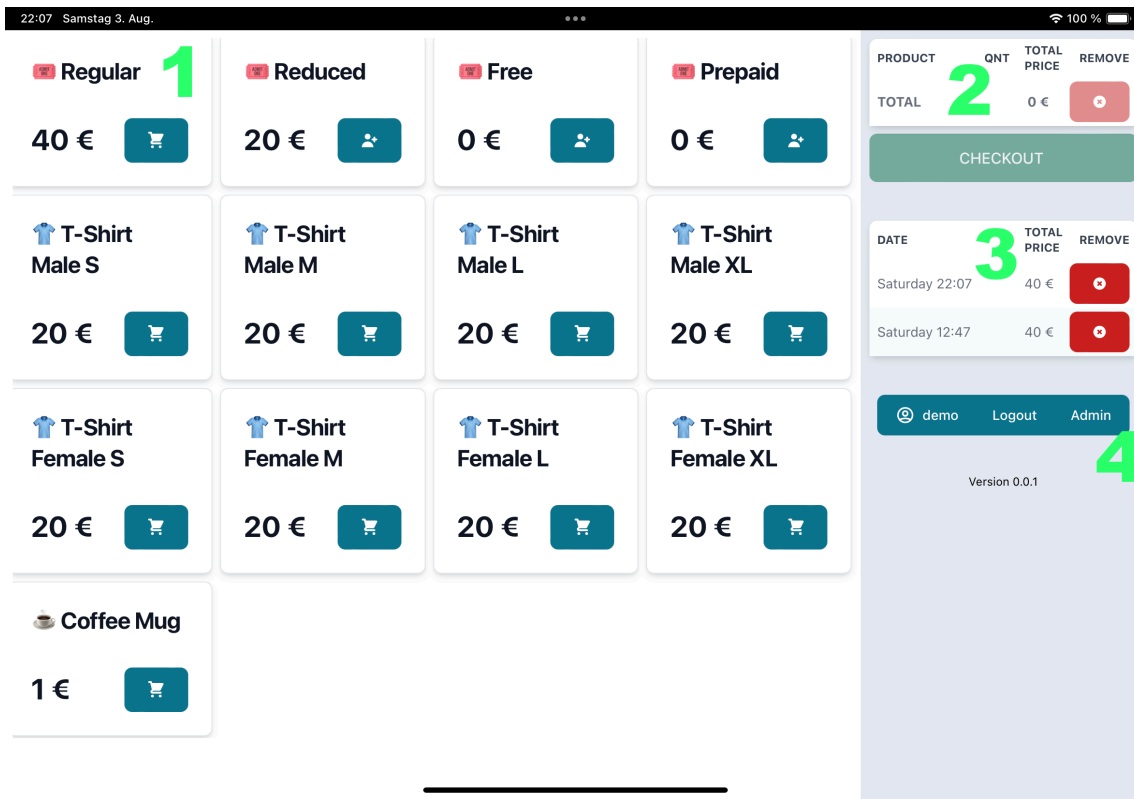 22:07 Samstag 3. Aug.
100 %
Regular 1
40 €
Reduced
20 €
Free
0 €
Prepaid
0 €
T-Shirt
Male S
20 €
T-Shirt
Male M
20 €
T-Shirt
Male L
20 €
T-Shirt
Male XL
20 €
T-Shirt
Female S
20 €
T-Shirt
Female M
20 €
T-Shirt
Female L
20 €
T-Shirt
Female XL
20 €
Coffee Mug
1 €
PRODUCT QNT TOTAL PRICE REMOVE
2
TOTAL 0 €
CHECKOUT
DATE TOTAL PRICE REMOVE
3
Saturday 22:07 40 €
Saturday 12:47 40 €
demo Logout Admin
4
Version 0.0.1